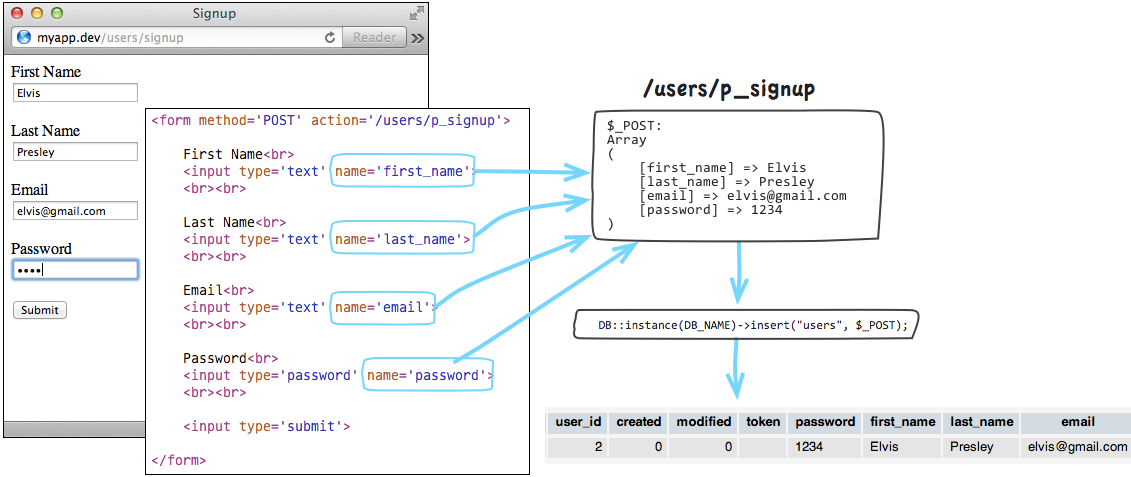 Signup
myapp.dev/users/signup
Reader
First Name
Elvis
Last Name
Presley
Email
elvis@gmail.com
Password
••••
Submit
<form method='POST' action='/users/p_signup'>
First Name<br>
<input type='text' name='first_name'>
<br><br>
Last Name<br>
<input type='text' name='last_name'>
<br><br>
Email<br>
<input type='text' name='email'>
<br><br>
Password<br>
<input type='password' name='password'>
<br><br>
<input type='submit'>
</form>
/users/p_signup
$_POST:
Array
(
[first_name] => Elvis
[last_name] => Presley
[email] => elvis@gmail.com
[password] => 1234
)
DB::instance(DB_NAME)->insert("users", $_POST);
user_id created modified token password first_name last_name email
2 0 0 1234 Elvis Presley elvis@gmail.com